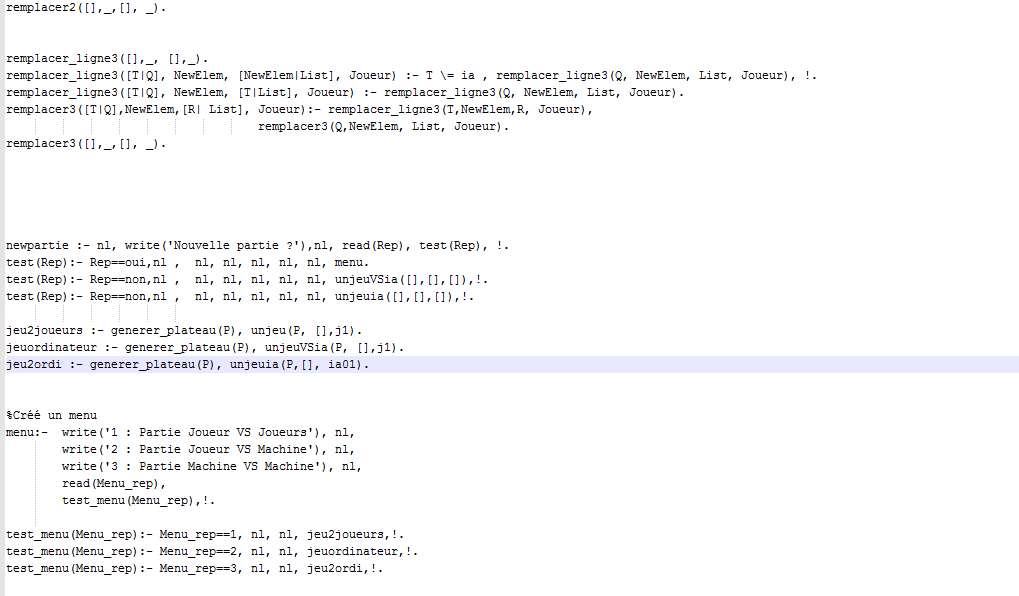 remplacer2([],_,[], _).
remplacer_ligne3([],_, [],_).
remplacer_ligne3([T|Q], NewElem, [NewElem|List], Joueur) :- T \= ia , remplacer_ligne3(Q, NewElem, List, Joueur), !.
remplacer_ligne3([T|Q], NewElem, [T|List], Joueur) :- remplacer_ligne3(Q, NewElem, List, Joueur).
remplacer3([T|Q],NewElem,[R| List], Joueur):- remplacer_ligne3(T,NewElem,R, Joueur),
remplacer3(Q,NewElem, List, Joueur).
remplacer3([],_,[], _).
newpartie :- nl, write('Nouvelle partie ?'),nl, read(Rep), test(Rep), !.
test(Rep):- Rep==oui,nl ,  nl, nl, nl, nl, nl, menu.
test(Rep):- Rep==non,nl ,  nl, nl, nl, nl, nl, unjeuVSia([],[],[]),!.
test(Rep):- Rep==non,nl ,  nl, nl, nl, nl, nl, unjeuia([],[],[]),!.
jeu2joueurs :- generer_plateau(P), unjeu(P, [],j1).
jeuordinateur :- generer_plateau(P), unjeuVSia(P, [],j1).
jeu2ordi :- generer_plateau(P), unjeuia(P,[], ia01).
%Créé un menu
menu:-  write('1 : Partie Joueur VS Joueurs'), nl,
write('2 : Partie Joueur VS Machine'), nl,
write('3 : Partie Machine VS Machine'), nl,
read(Menu_rep),
test_menu(Menu_rep),!.
test_menu(Menu_rep):- Menu_rep==1, nl, nl, jeu2joueurs,!.
test_menu(Menu_rep):- Menu_rep==2, nl, nl, jeuordinateur,!.
test_menu(Menu_rep):- Menu_rep==3, nl, nl, jeu2ordi,!.